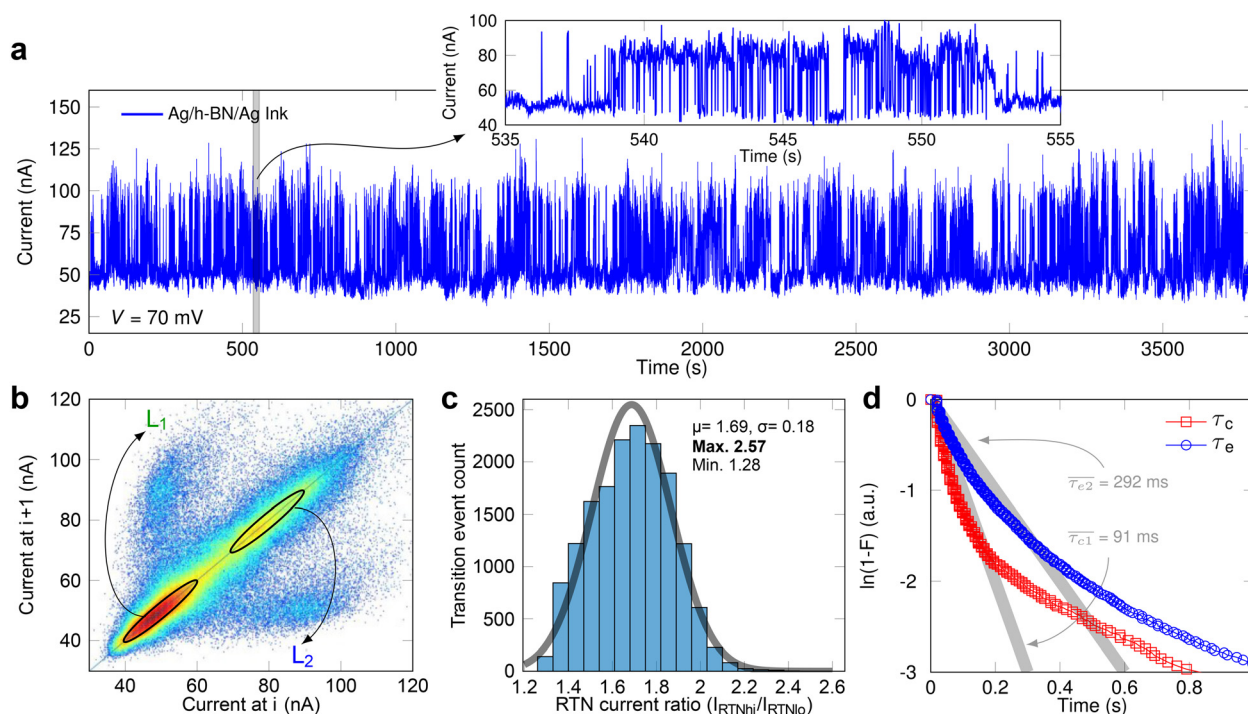 a
Current (nA)
160
150
125
100
75
50
25
Ag/h-BN/Ag Ink
V = 70 mV
0 500 1000 1500 2000 2500 3000 3500
Time (s)
Current (nA)
100
80
60
40
535 540 545 550 555
Time (s)
b
Current at i+1 (nA)
120
100
80
60
40
L1
L2
40 60 80 100 120
Current at i (nA)
c
Transition event count
2500
2000
1500
1000
500
0
μ= 1.69, σ= 0.18
Max. 2.57
Min. 1.28
1.2 1.4 1.6 1.8 2.0 2.2 2.4 2.6
RTN current ratio (IRTNhi/IRTNlo)
d
ln(1-F) (a.u.)
0
-1
-2
-3
τc
τe
τe2 = 292 ms
τc1 = 91 ms
0 0.2 0.4 0.6 0.8
Time (s)